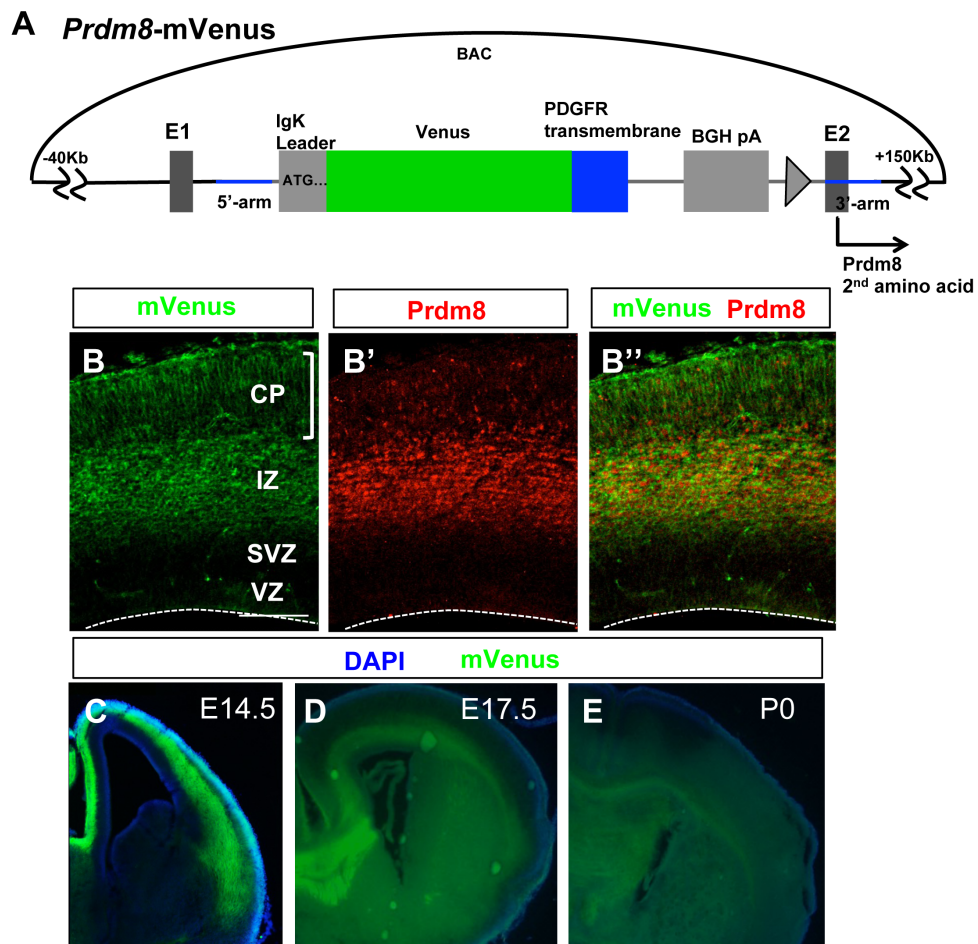 A Prdm8-mVenus
BAC
-40Kb
E1
IgK
Leader
Venus
PDGFR
transmembrane
BGH pA
E2
+150Kb
ATG...
5’-arm
3’-arm
Prdm8
2nd amino acid
mVenus
Prdm8
mVenus Prdm8
B
CP
IZ
SVZ
VZ
B’
B’’
DAPI mVenus
C E14.5
D E17.5
E P0